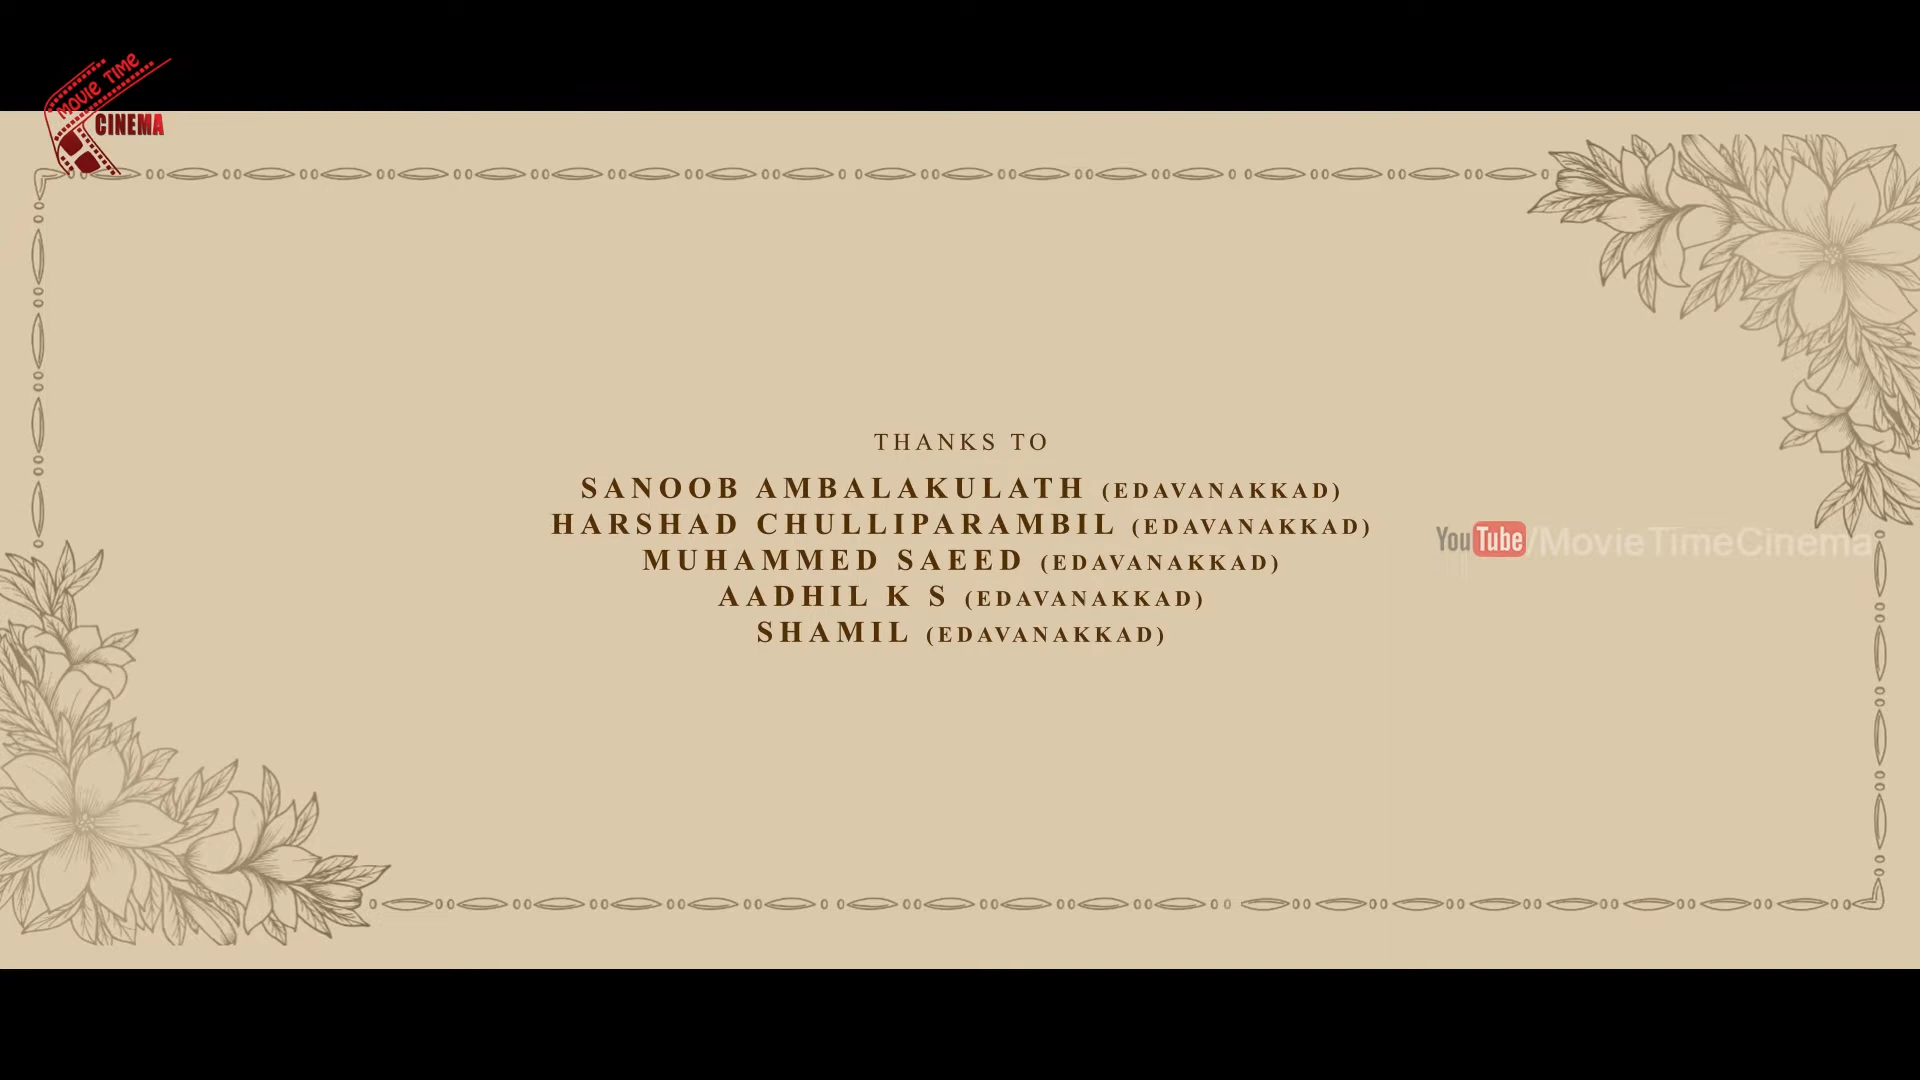 MOVIE TIME
CINEMA
THANKS TO
SANOOB AMBALAKULATH (EDAVANAKKAD)
HARSHAD CHULLIPARAMBIL (EDAVANAKKAD)
MUHAMMED SAEED (EDAVANAKKAD)
AADHIL K S (EDAVANAKKAD)
SHAMIL (EDAVANAKKAD)
YouTube/MovieTimeCinema